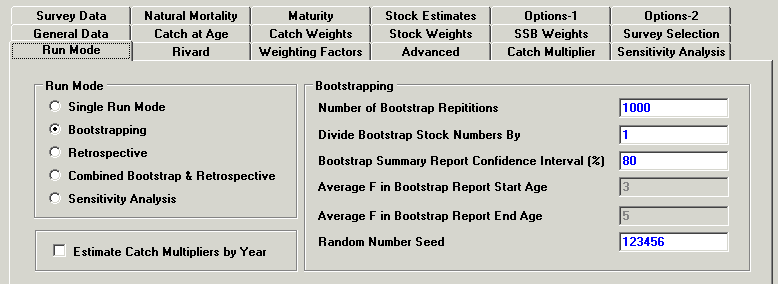 Survey Data Natural Mortality Maturity Stock Estimates Options-1 Options-2
General Data Catch at Age Catch Weights Stock Weights SSB Weights Survey Selection
Run Mode Rivard Weighting Factors Advanced Catch Multiplier Sensitivity Analysis
Run Mode
Single Run Mode
Bootstrapping
Retrospective
Combined Bootstrap & Retrospective
Sensitivity Analysis
Estimate Catch Multipliers by Year
Bootstrapping
Number of Bootstrap Repititions 1000
Divide Bootstrap Stock Numbers By 1
Bootstrap Summary Report Confidence Interval (%) 80
Average F in Bootstrap Report Start Age 3
Average F in Bootstrap Report End Age 5
Random Number Seed 123456